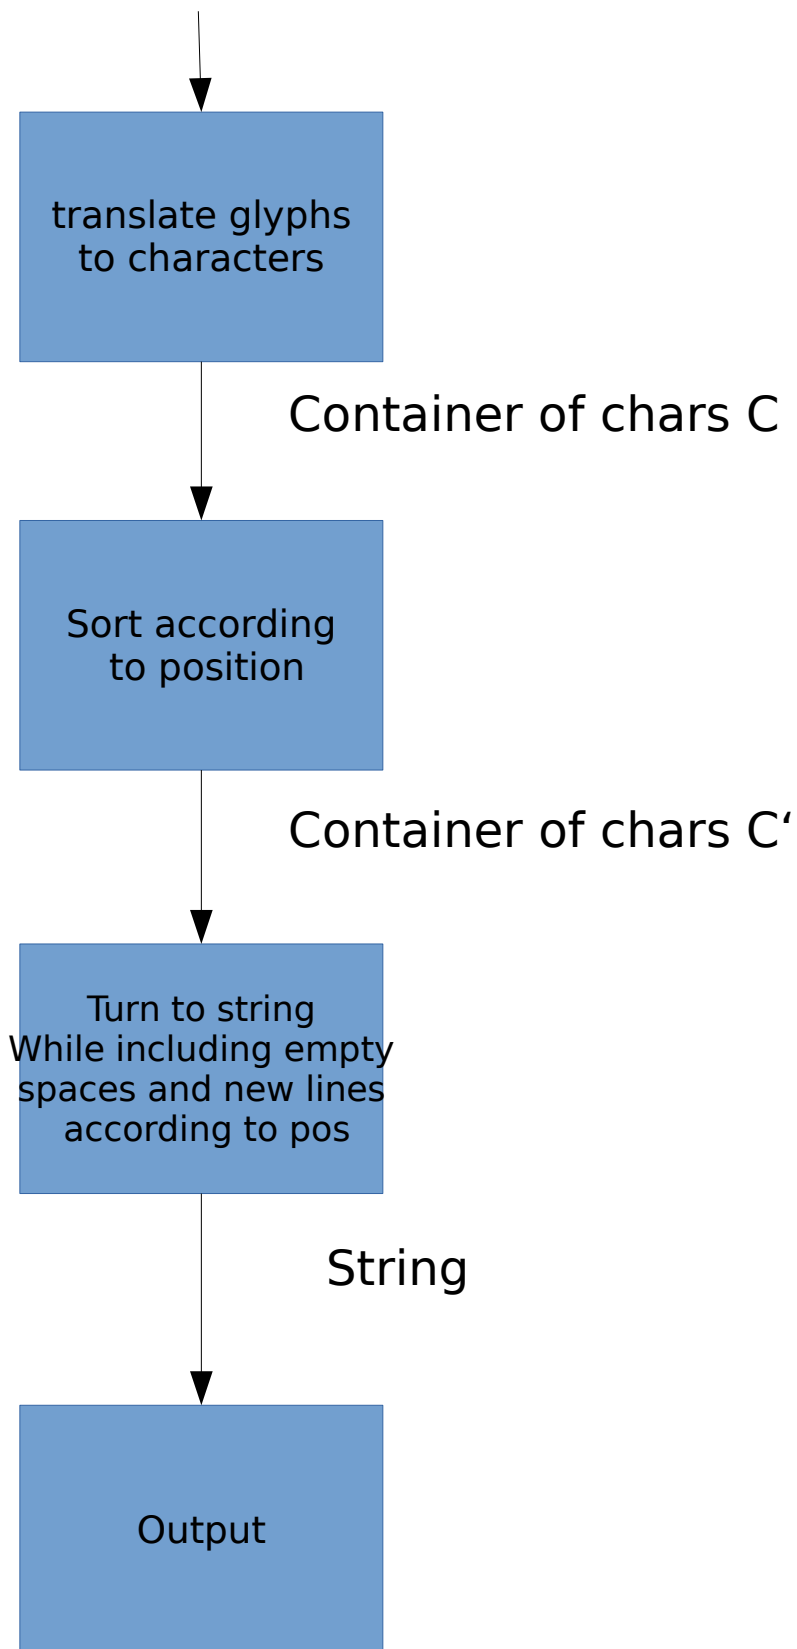 translate glyphs
to characters
Container of chars C
Sort according
to position
Container of chars C‘
Turn to string
While including empty
spaces and new lines
according to pos
String
Output